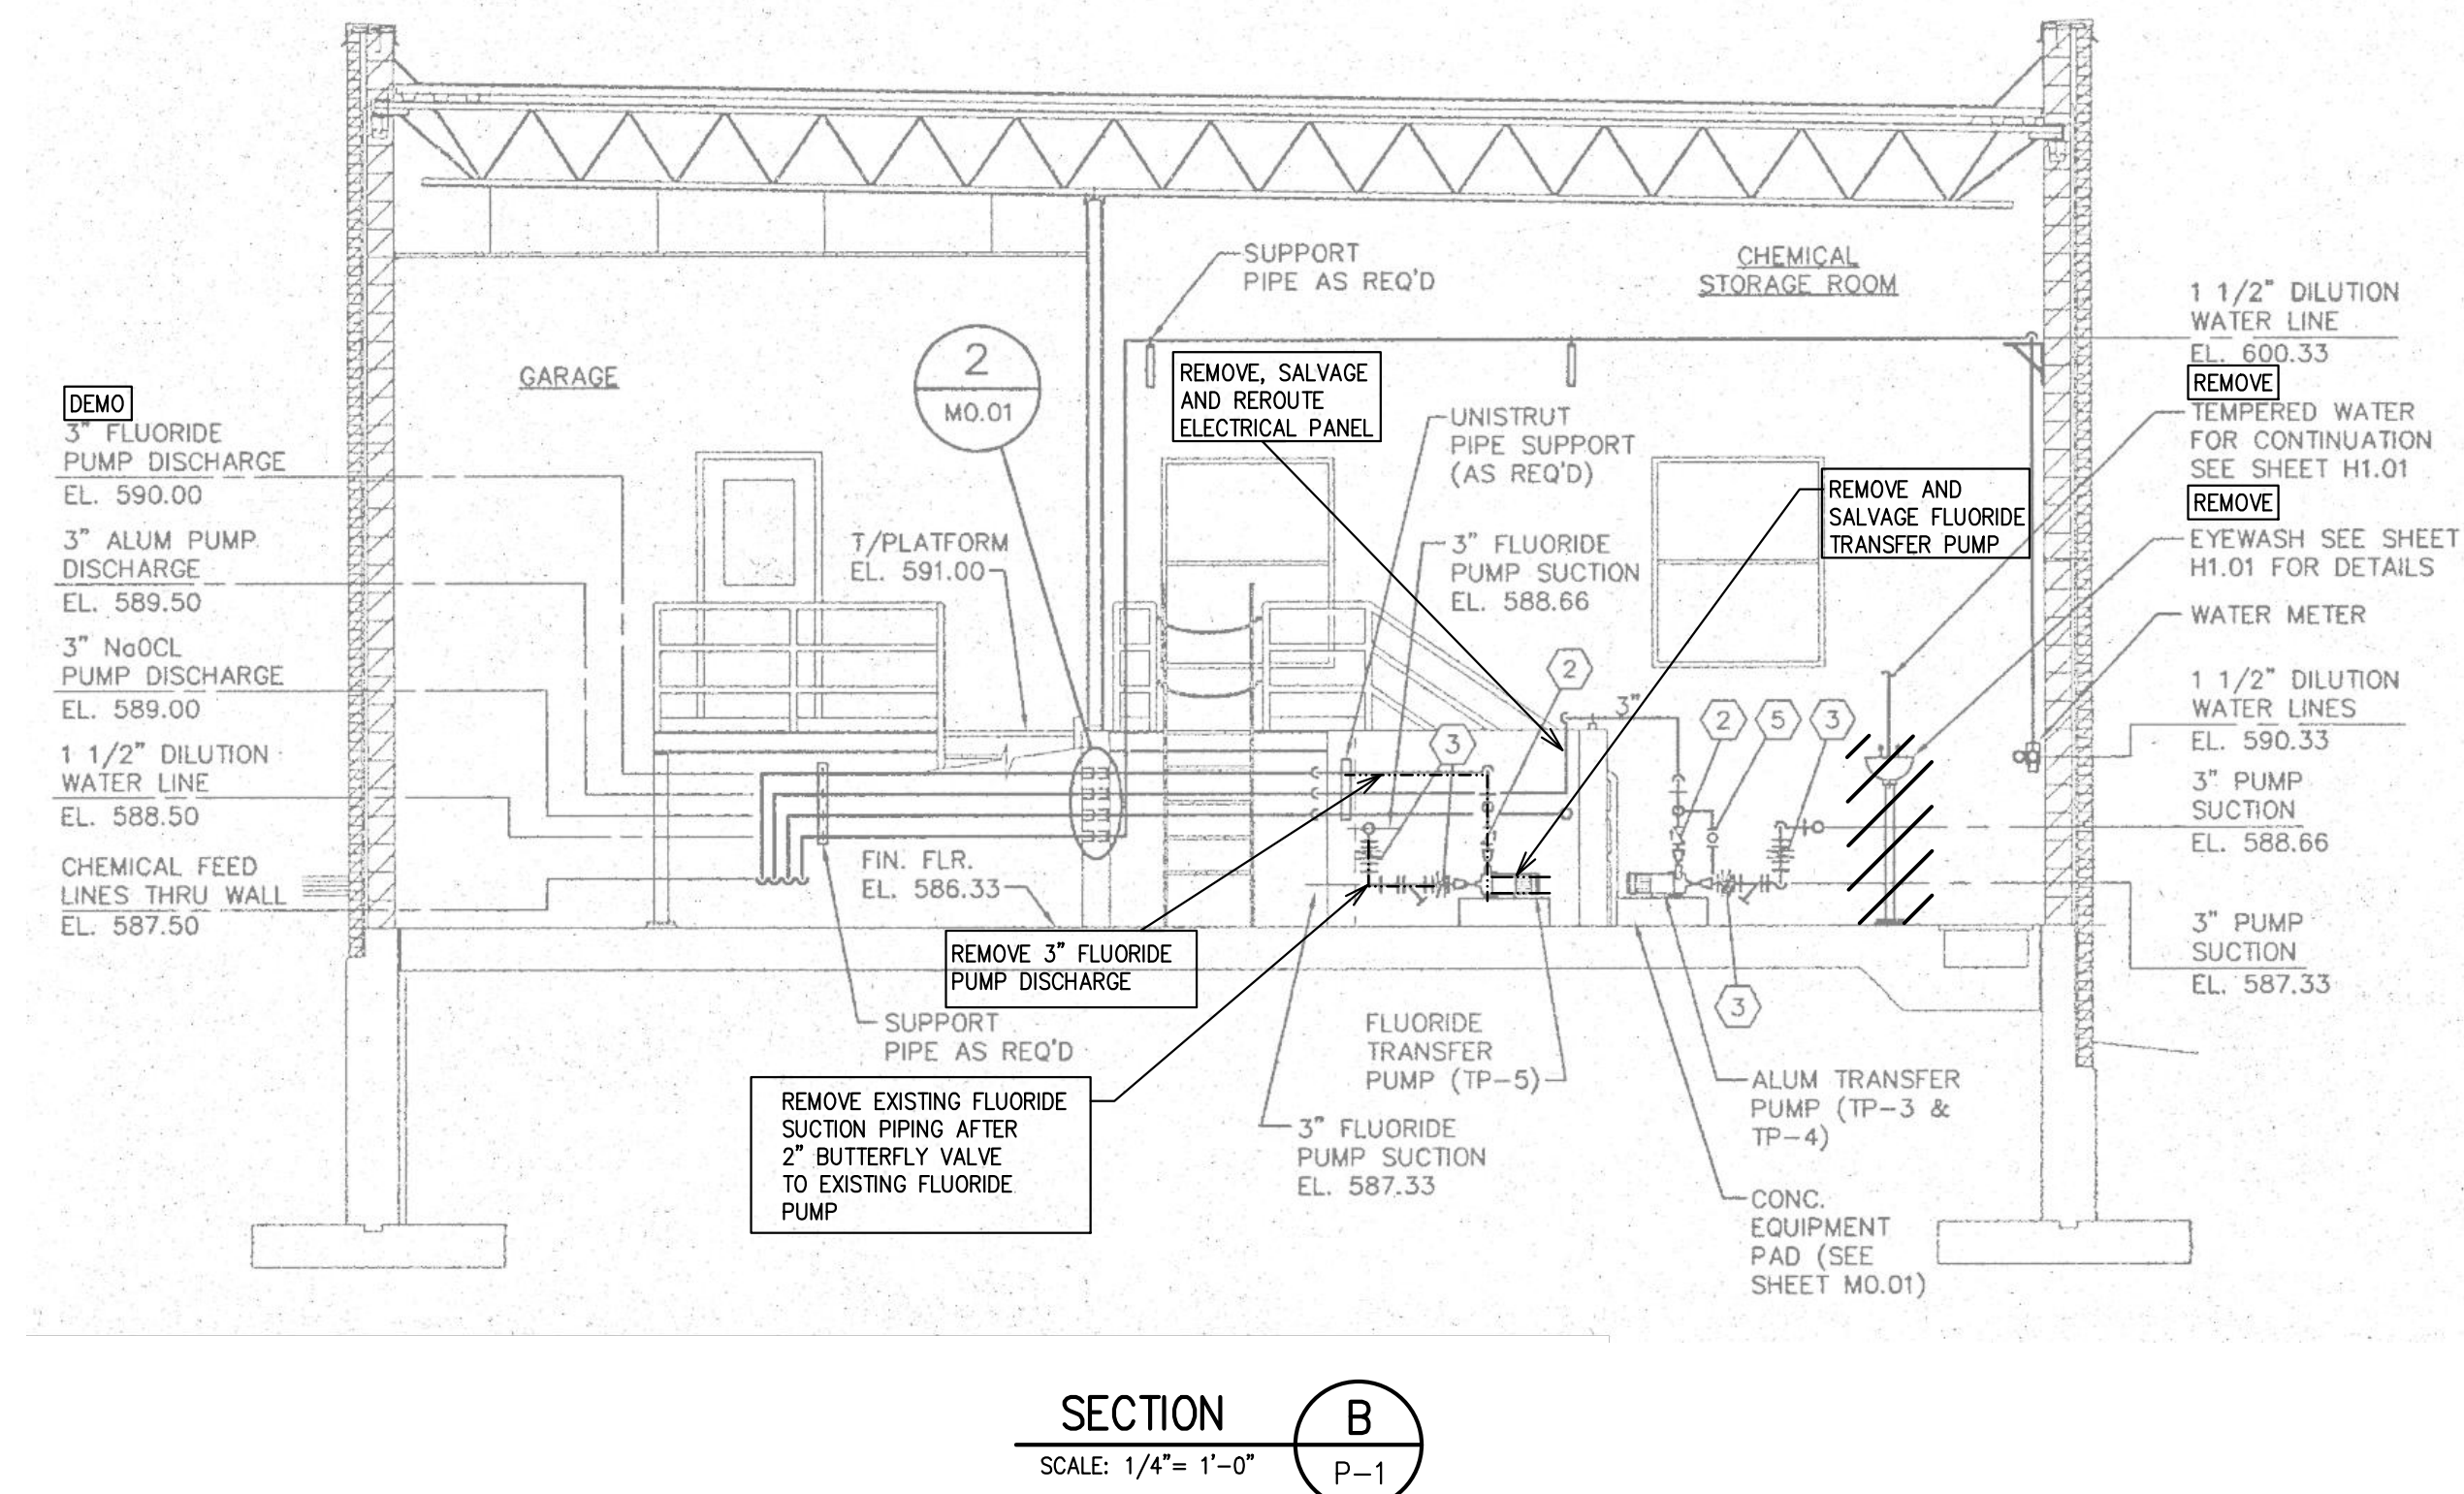 SUPPORT
PIPE AS REQ'D
CHEMICAL
STORAGE ROOM
GARAGE
2
M0.01
REMOVE, SALVAGE
AND REROUTE
ELECTRICAL PANEL
UNISTRUT
PIPE SUPPORT
(AS REQ'D)
REMOVE AND
SALVAGE FLUORIDE
TRANSFER PUMP
DEMO
3" FLUORIDE
PUMP DISCHARGE
EL. 590.00
3" ALUM PUMP
DISCHARGE
EL. 589.50
3" NaOCL
PUMP DISCHARGE
EL. 589.00
1 1/2" DILUTION
WATER LINE
EL. 588.50
CHEMICAL FEED
LINES THRU WALL
EL. 587.50
T/PLATFORM
EL. 591.00
3" FLUORIDE
PUMP SUCTION
EL. 588.66
2
3"
2
5
3
3
FIN. FLR.
EL. 586.33
1 1/2" DILUTION
WATER LINE
EL. 600.33
REMOVE
TEMPERED WATER
FOR CONTINUATION
SEE SHEET H1.01
REMOVE
EYEWASH SEE SHEET
H1.01 FOR DETAILS
WATER METER
1 1/2" DILUTION
WATER LINES
EL. 590.33
3" PUMP
SUCTION
EL. 588.66
3" PUMP
SUCTION
EL. 587.33
REMOVE 3" FLUORIDE
PUMP DISCHARGE
SUPPORT
PIPE AS REQ'D
REMOVE EXISTING FLUORIDE
SUCTION PIPING AFTER
2" BUTTERFLY VALVE
TO EXISTING FLUORIDE
PUMP
FLUORIDE
TRANSFER
PUMP (TP-5)
3" FLUORIDE
PUMP SUCTION
EL. 587.33
3
ALUM TRANSFER
PUMP (TP-3 &
TP-4)
CONC.
EQUIPMENT
PAD (SEE
SHEET M0.01)
SECTION
SCALE: 1/4"= 1'-0"
B
P-1